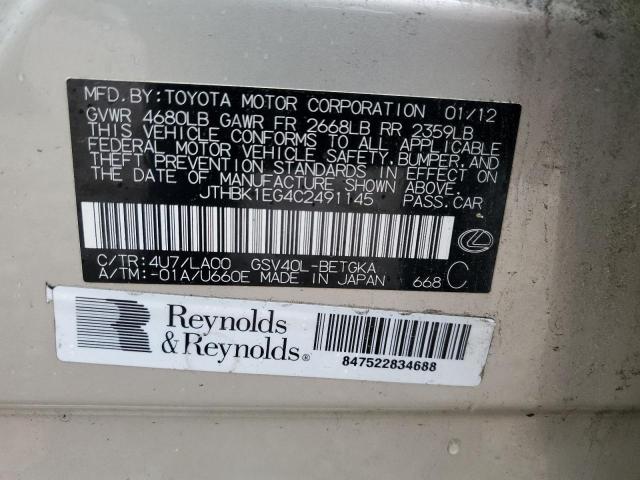 MFD. BY: TOYOTA MOTOR CORPORATION 01/12
GVWR 4680LB GAWR FR 2668LB RR 2359LB
THIS VEHICLE CONFORMS TO ALL APPLICABLE
FEDERAL MOTOR VEHICLE SAFETY, BUMPER, AND
THEFT PREVENTION STANDARDS IN EFFECT ON THE
DATE OF MANUFACTURE SHOWN ABOVE.
JTHBK1EG4C2491145 PASS. CAR
C/TR: 4U7/LA00 GSV40L-BETGKA
A/TM: -01A/U660E MADE IN JAPAN 668 C
Reynolds
& Reynolds®
847522834688